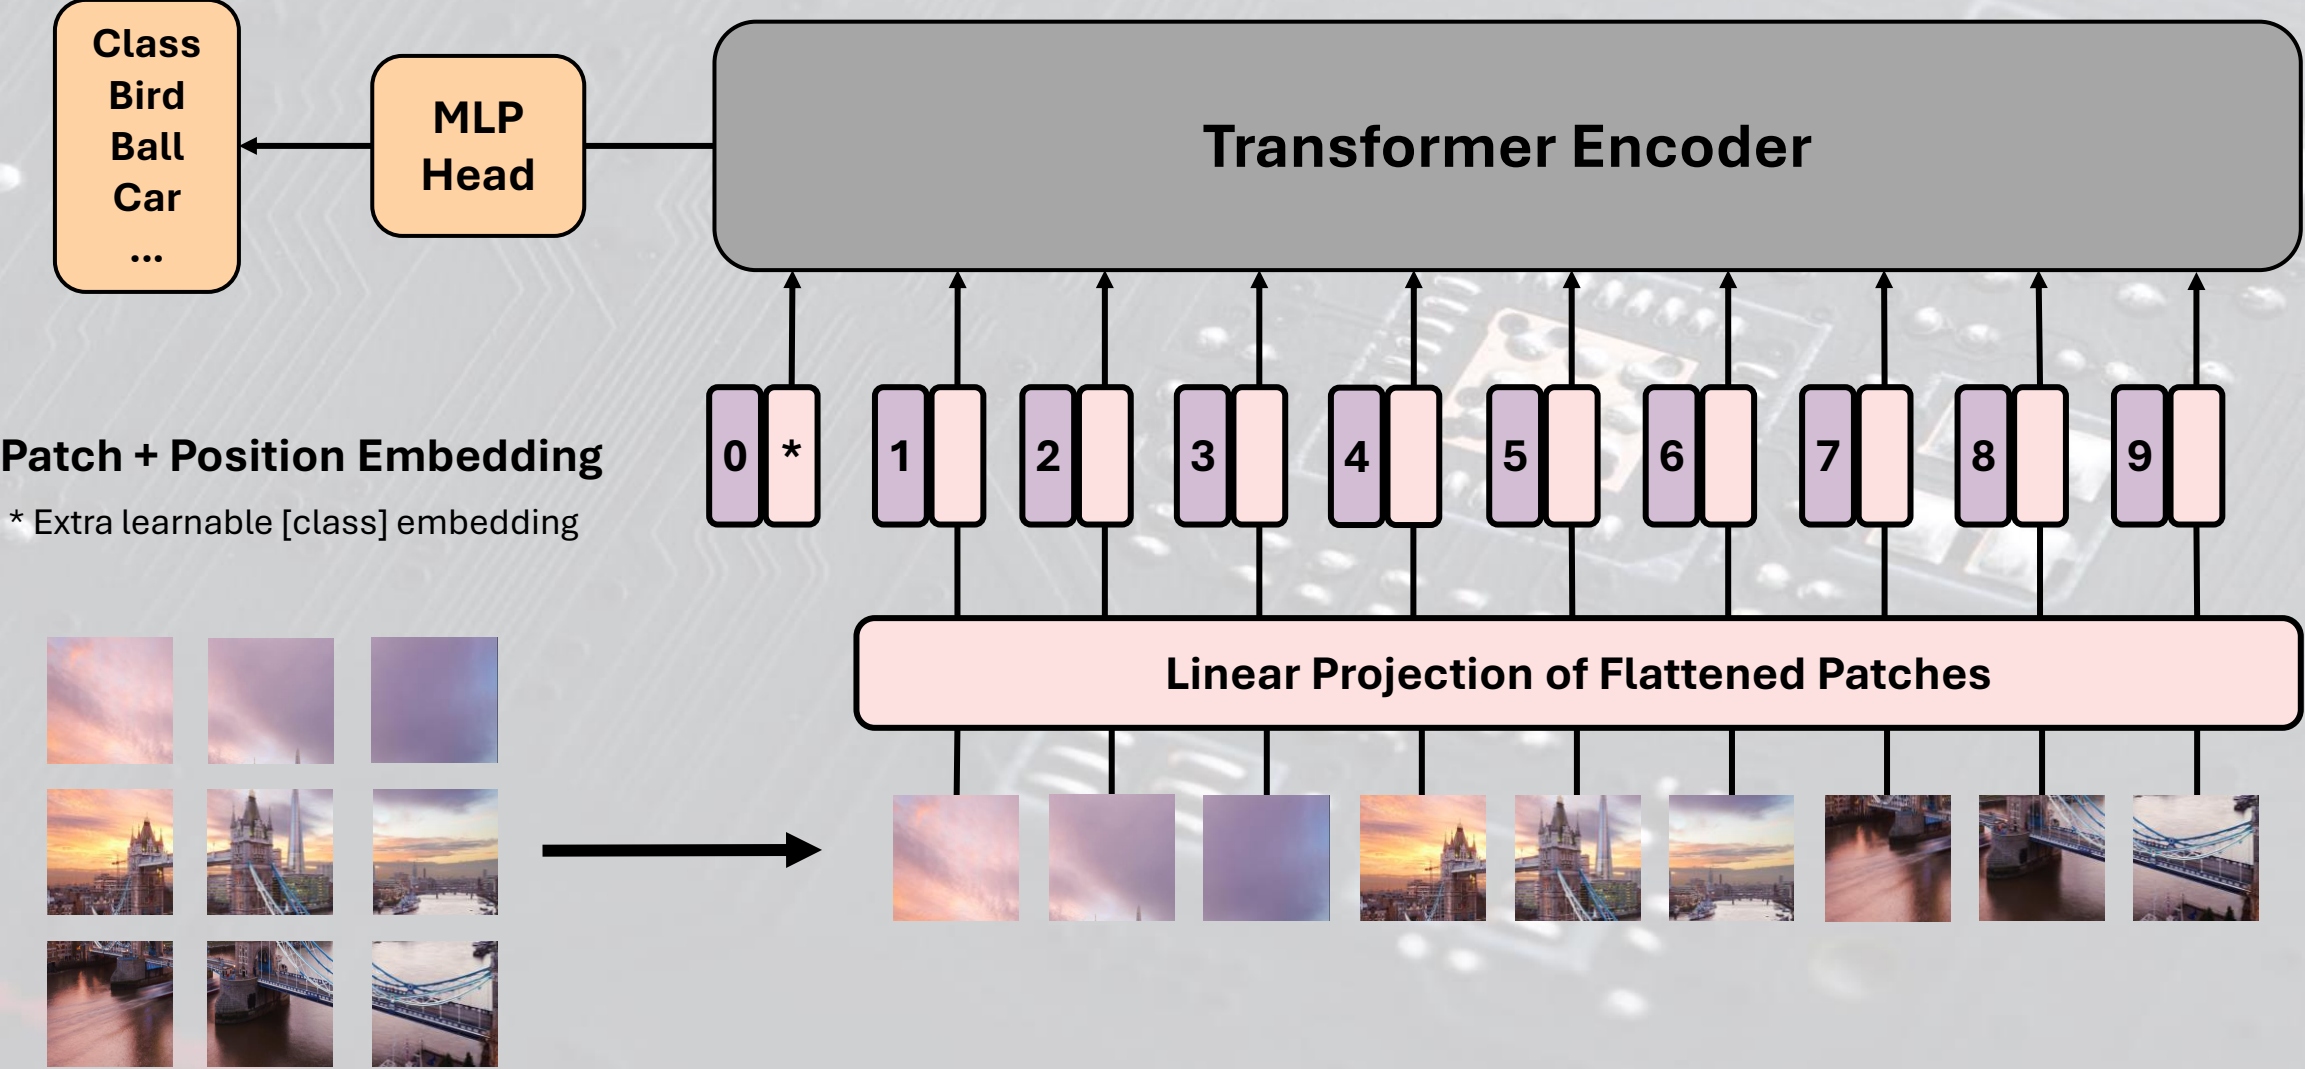 Class
Bird
Ball
Car
...
MLP
Head
Transformer Encoder
Patch + Position Embedding
* Extra learnable [class] embedding
0 * 1 2 3 4 5 6 7 8 9
Linear Projection of Flattened Patches